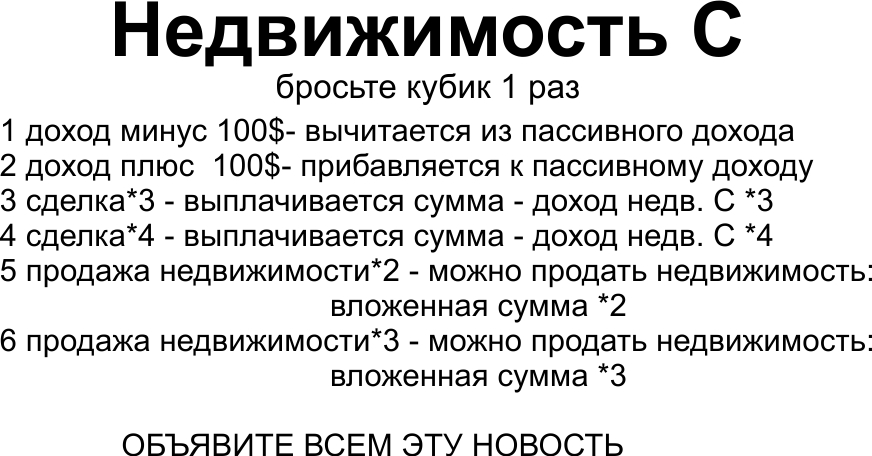 Недвижимость С
бросьте кубик 1 раз
1 доход минус 100$- вычитается из пассивного дохода
2 доход плюс  100$- прибавляется к пассивному доходу
3 сделка*3 - выплачивается сумма - доход недв. С *3
4 сделка*4 - выплачивается сумма - доход недв. С *4
5 продажа недвижимости*2 - можно продать недвижимость:
вложенная сумма *2
6 продажа недвижимости*3 - можно продать недвижимость:
вложенная сумма *3
ОБЪЯВИТЕ ВСЕМ ЭТУ НОВОСТЬ